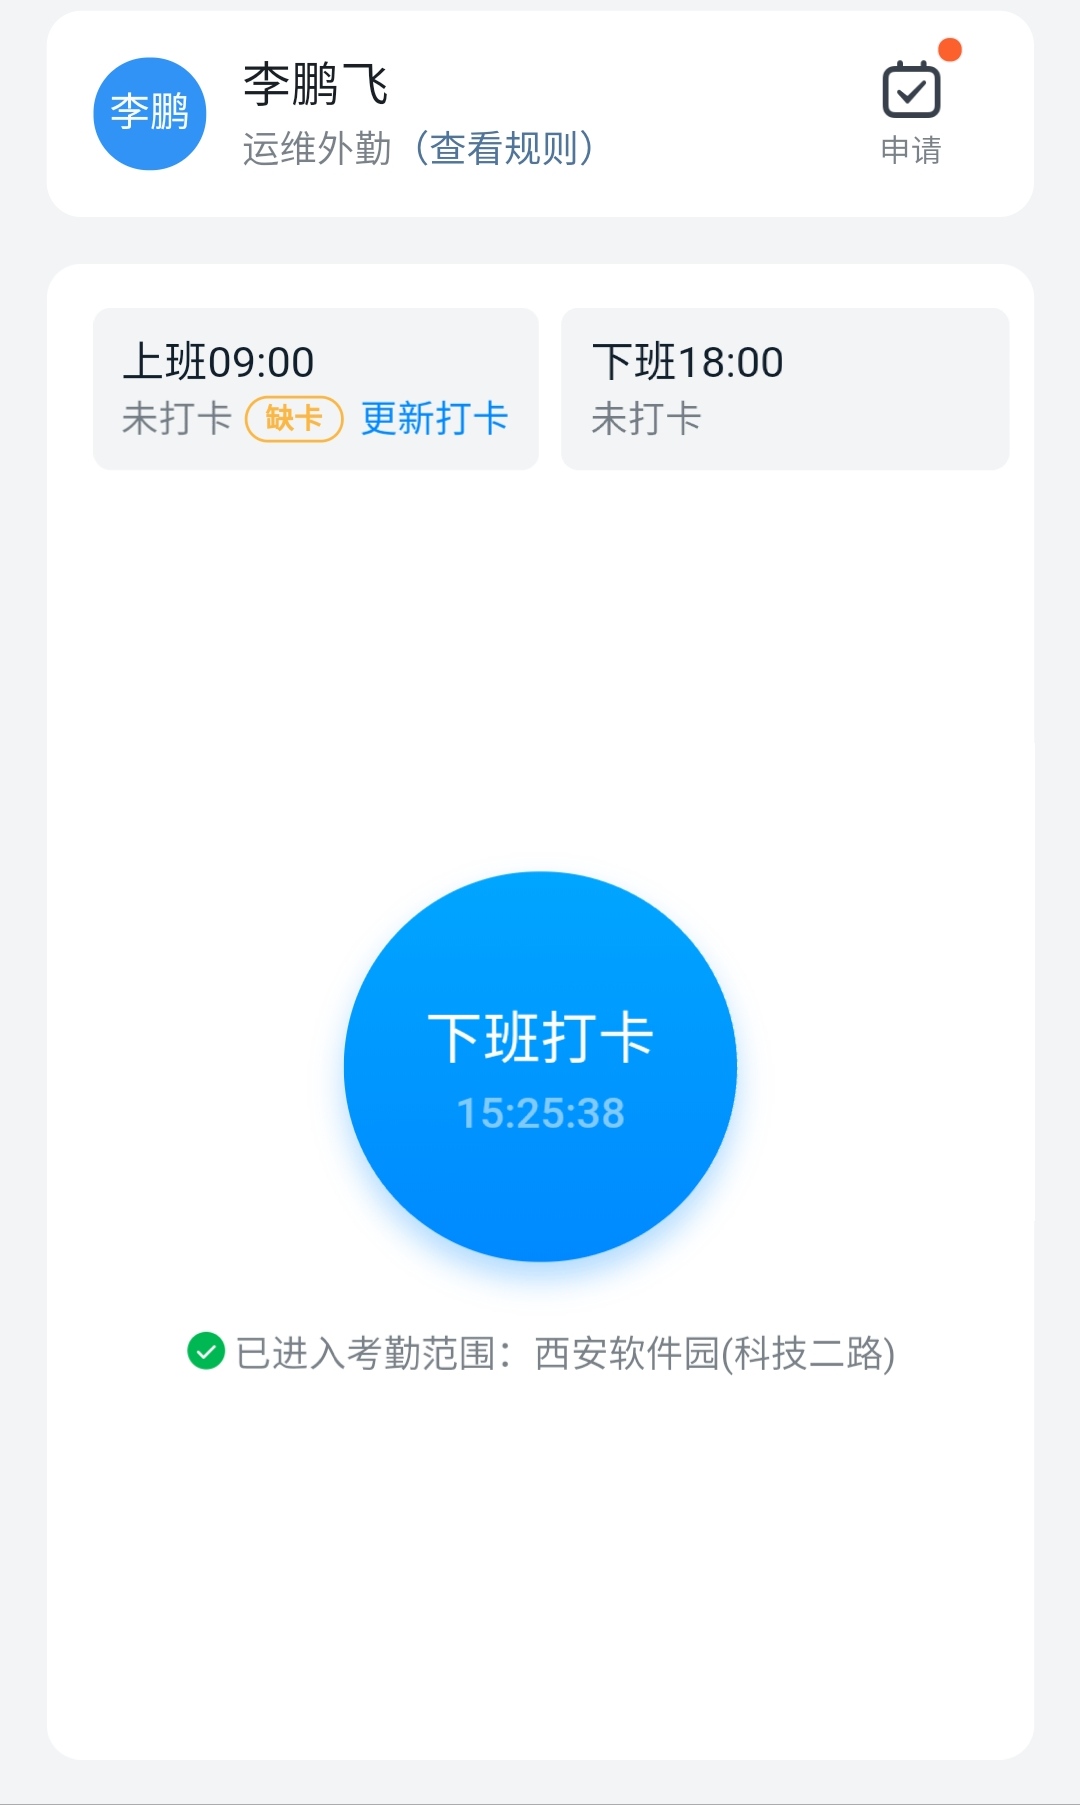 李鹏
李鹏飞
运维外勤（查看规则）
申请
上班09:00
未打卡 缺卡 更新打卡
下班18:00
未打卡
下班打卡
15:25:38
已进入考勤范围：西安软件园(科技二路)